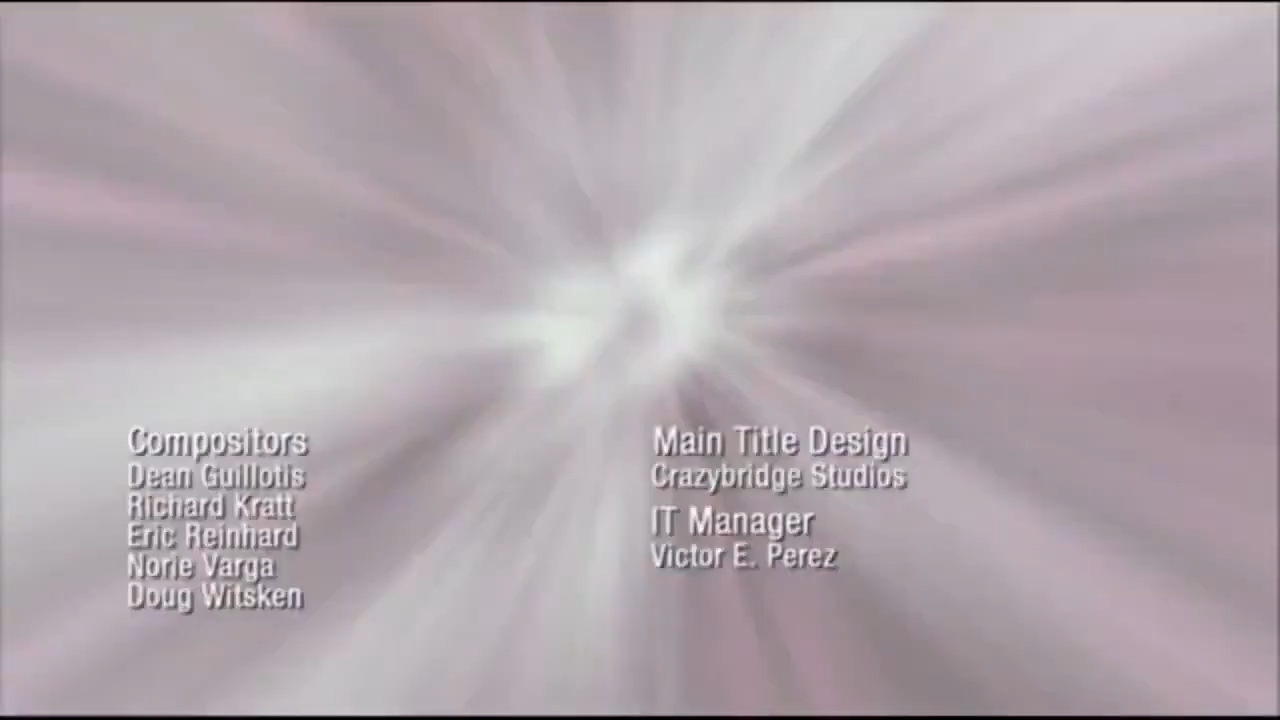 Compositors
Dean Guillotis
Richard Kratt
Eric Reinhard
Norie Varga
Doug Witsken
Main Title Design
Crazybridge Studios
IT Manager
Victor E. Perez